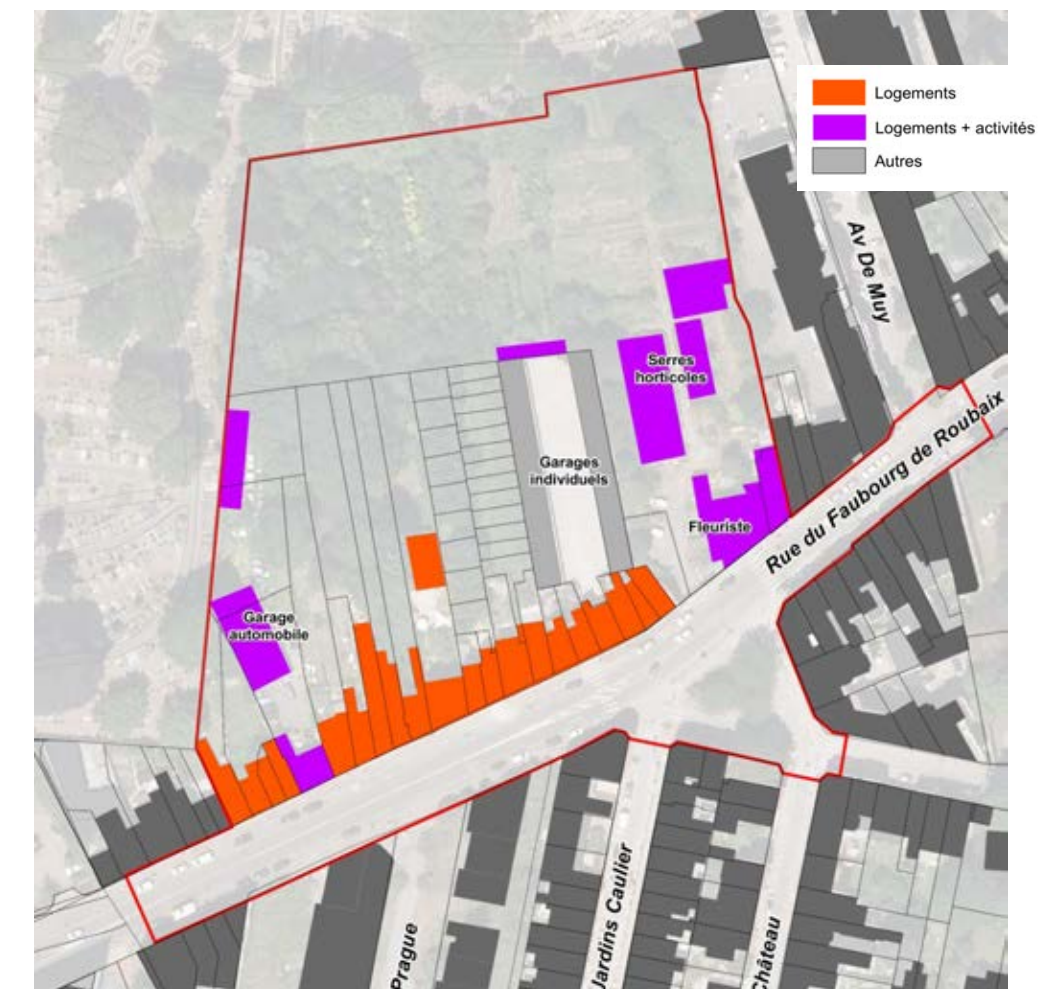 Logements
Logements + activités
Autres
Av De Muy
Serres
horticoles
Rue du Faubourg de Roubaix
Garages
individuels
Fleuriste
Garage
automobile
Prague
Jardins Caulier
Château